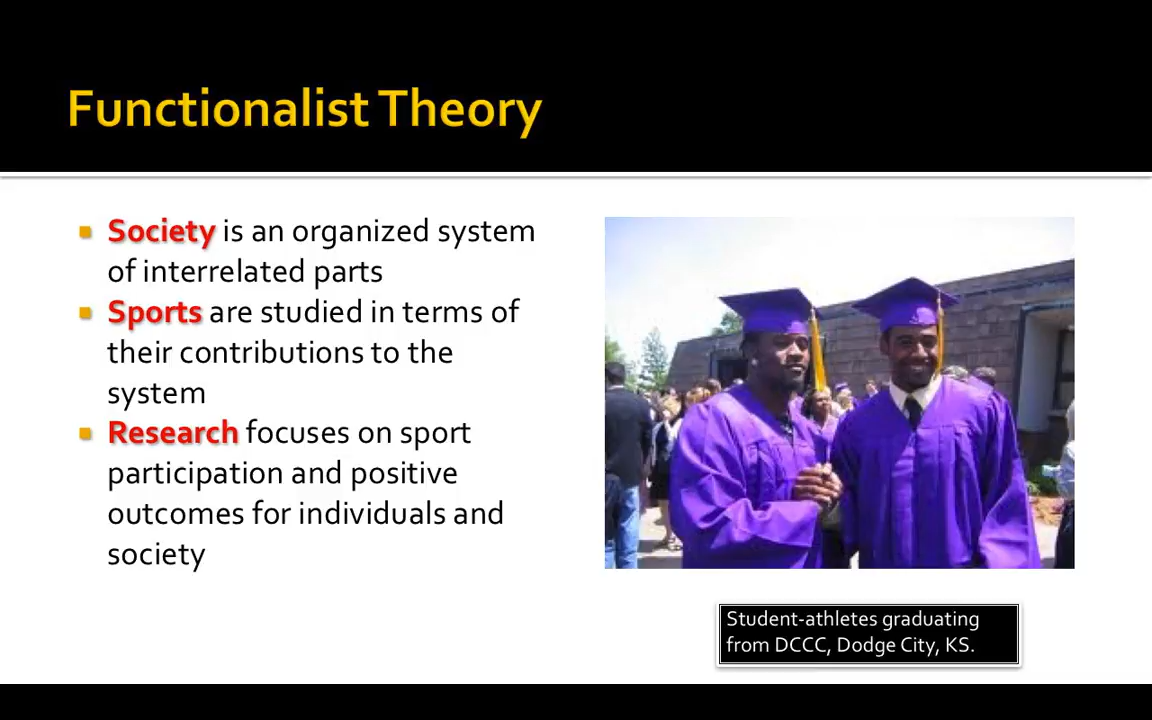 Functionalist Theory
Society is an organized system
of interrelated parts
Sports are studied in terms of
their contributions to the
system
Research focuses on sport
participation and positive
outcomes for individuals and
society
Student-athletes graduating
from DCCC, Dodge City, KS.